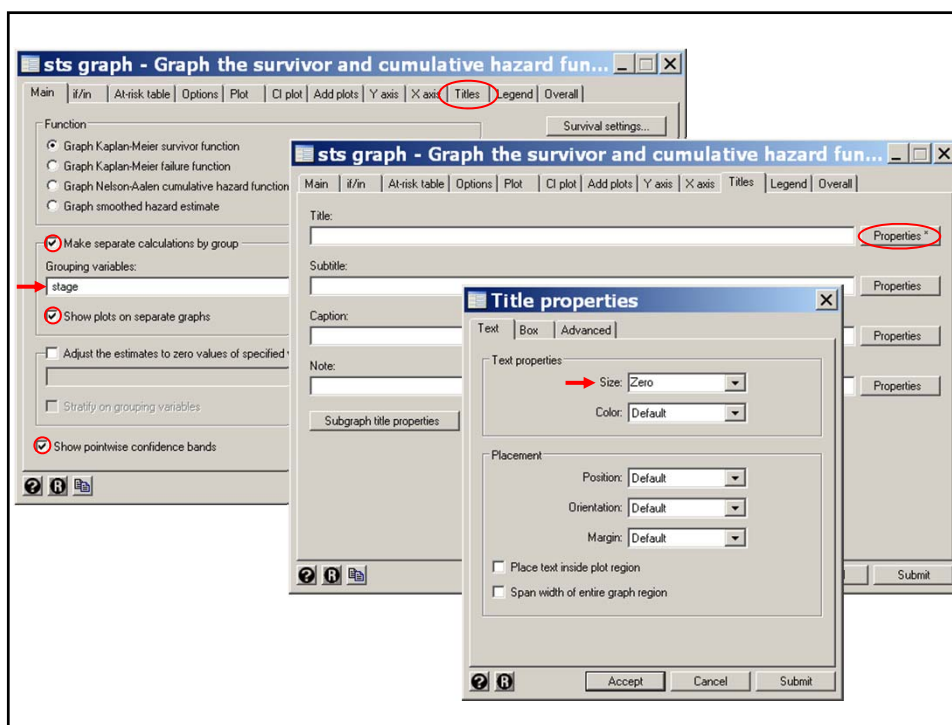 sts graph - Graph the survivor and cumulative hazard fun...
Main if/in At-risk table Options Plot CI plot Add plots Y axis X axis Titles Legend Overall
Function
Survival settings...
Graph Kaplan-Meier survivor function
Graph Kaplan-Meier failure function
Graph Nelson-Aalen cumulative hazard function
Graph smoothed hazard estimate
Make separate calculations by group
Grouping variables:
stage
Show plots on separate graphs
Adjust the estimates to zero values of specified
Stratify on grouping variables
Show pointwise confidence bands
sts graph - Graph the survivor and cumulative hazard fun...
Main if/in At-risk table Options Plot CI plot Add plots Y axis X axis Titles Legend Overall
Title:
Properties *
Subtitle:
Properties
Caption:
Properties
Note:
Properties
Subgraph title properties
Submit
Title properties
Text Box Advanced
Text properties
Size: Zero
Color: Default
Placement
Position: Default
Orientation: Default
Margin: Default
Place text inside plot region
Span width of entire graph region
Accept Cancel Submit